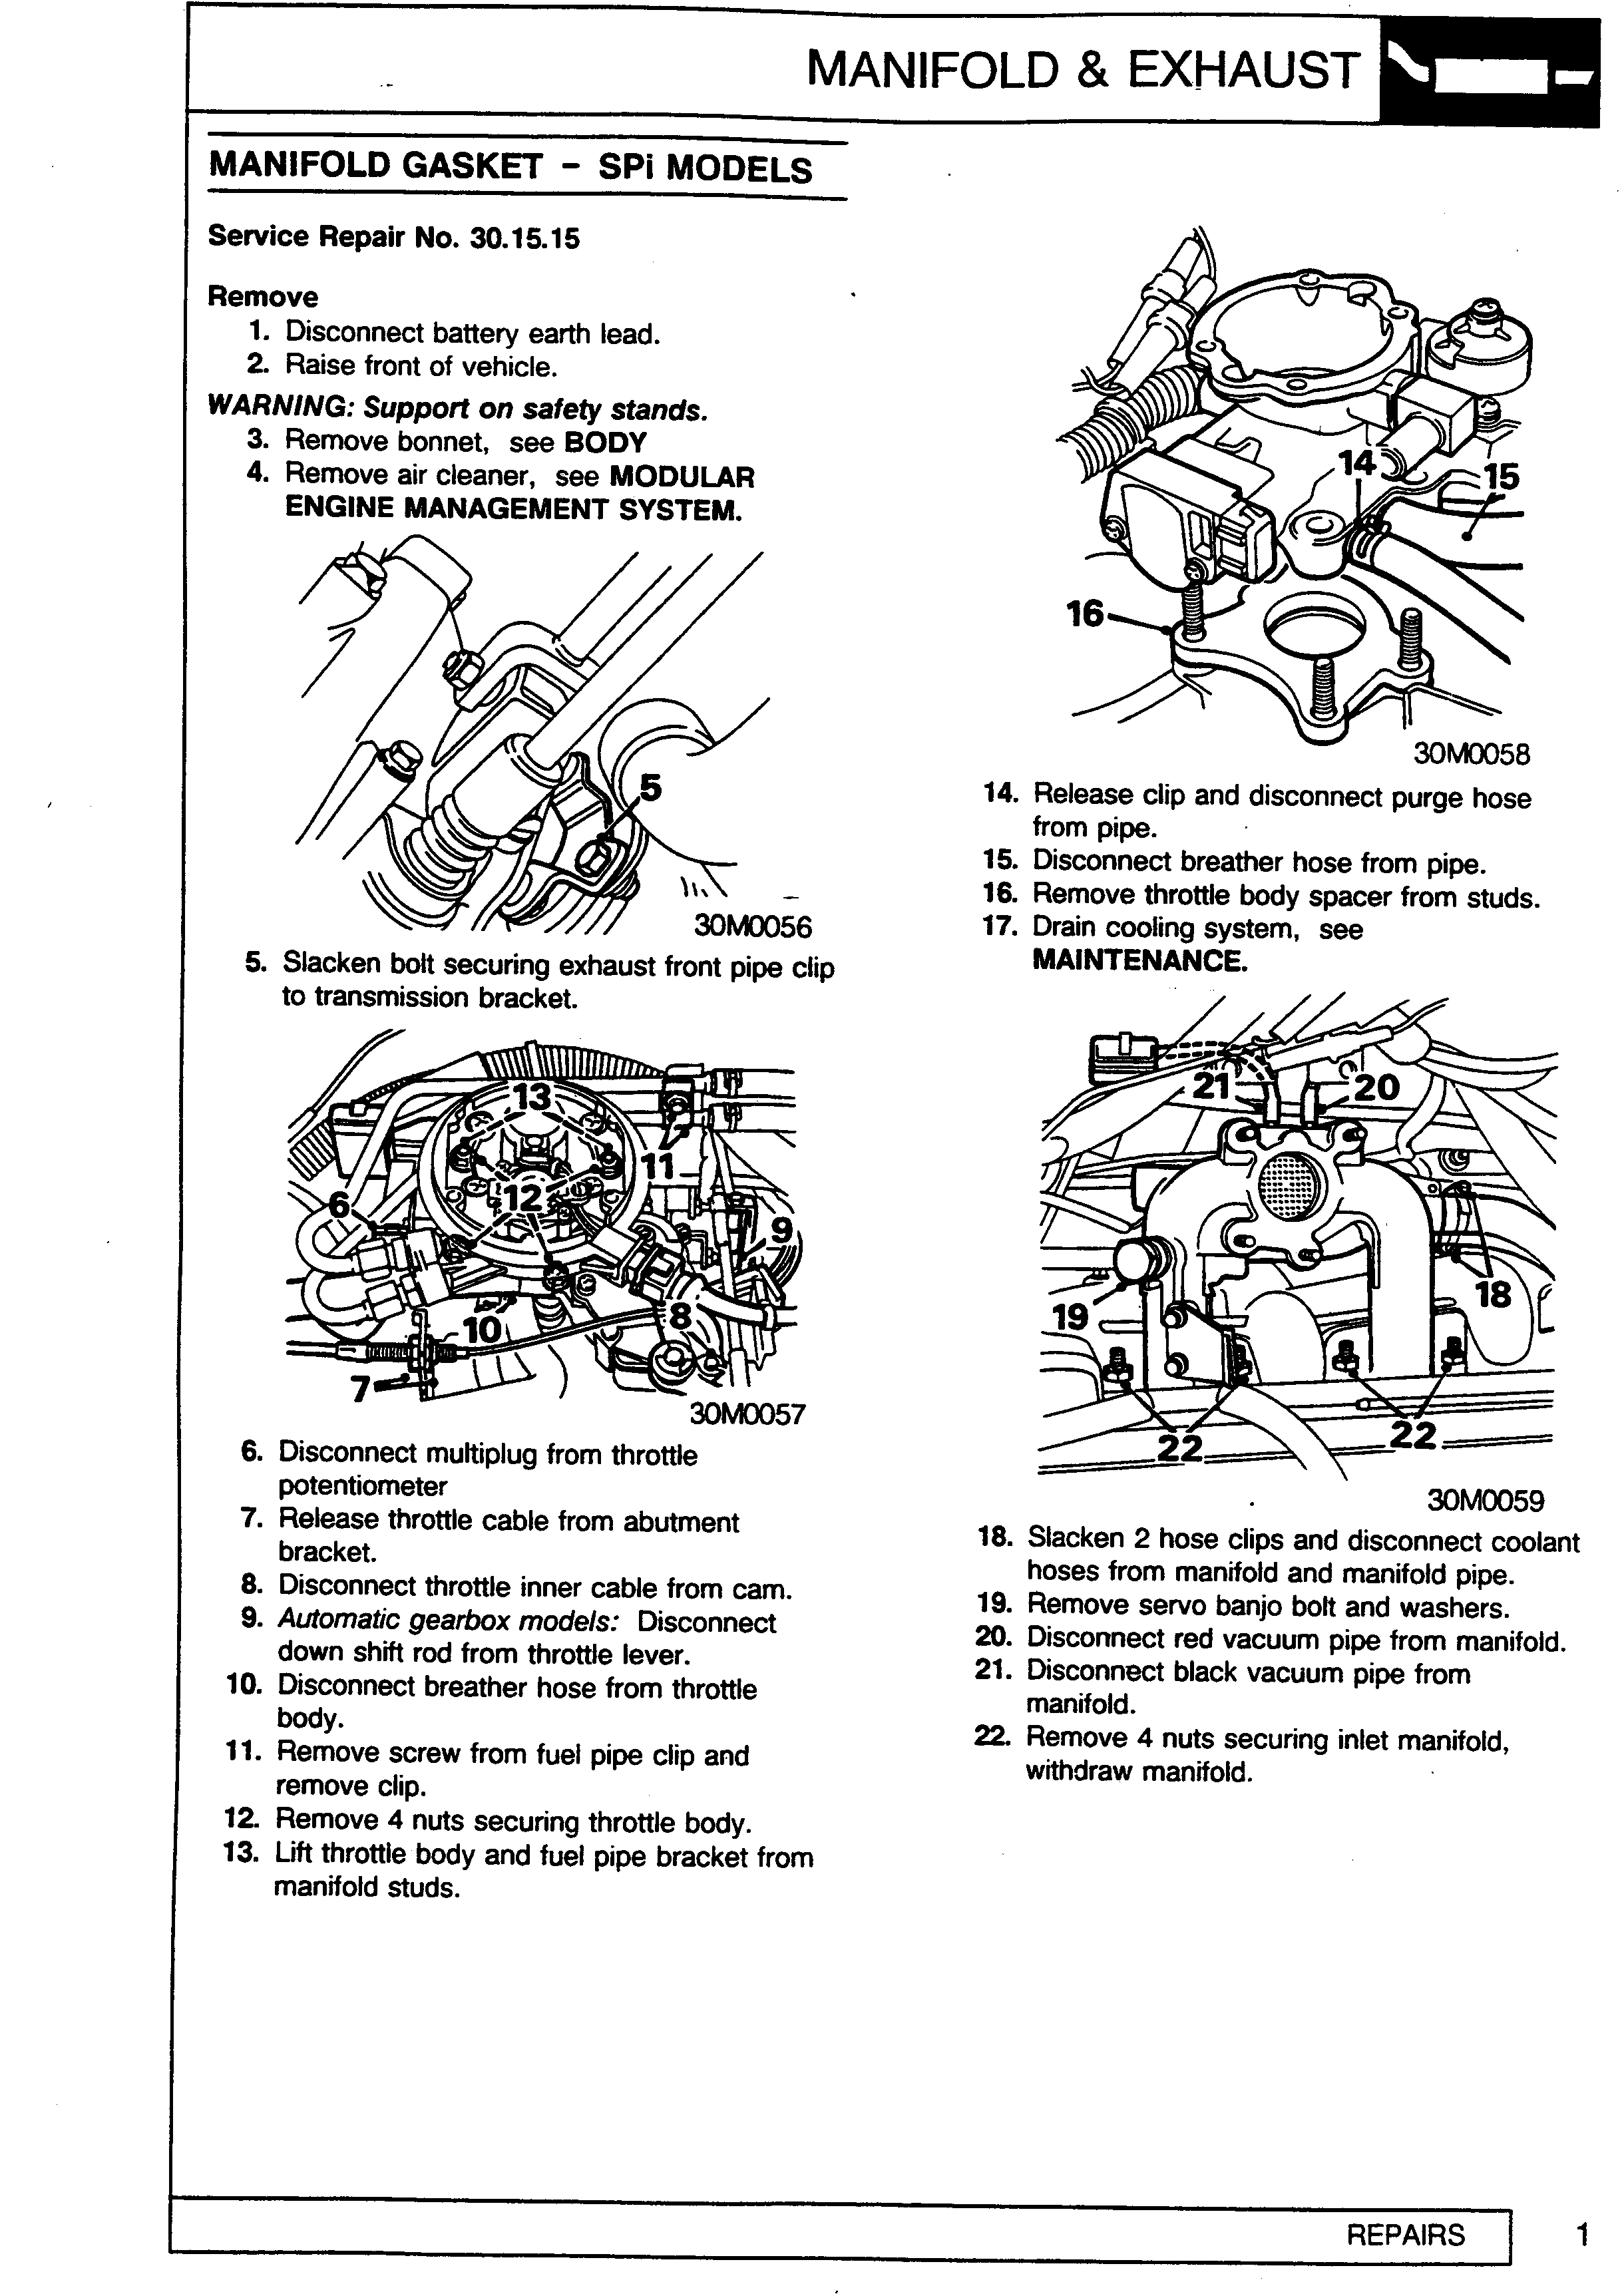 MANIFOLD & EXHAUST
MANIFOLD GASKET - SPi MODELS
Service Repair No. 30.15.15
Remove
1. Disconnect battery earth lead.
2. Raise front of vehicle.
WARNING: Support on safety stands.
3. Remove bonnet, see BODY
4. Remove air cleaner, see MODULAR
ENGINE MANAGEMENT SYSTEM.
5
30M0056
5. Slacken bolt securing exhaust front pipe clip
to transmission bracket.
13
11
6
12
9
8
10
7
30M0057
6. Disconnect multiplug from throttle
potentiometer
7. Release throttle cable from abutment
bracket.
8. Disconnect throttle inner cable from cam.
9. Automatic gearbox models: Disconnect
down shift rod from throttle lever.
10. Disconnect breather hose from throttle
body.
11. Remove screw from fuel pipe clip and
remove clip.
12. Remove 4 nuts securing throttle body.
13. Lift throttle body and fuel pipe bracket from
manifold studs.
14
15
16
30M0058
14. Release clip and disconnect purge hose
from pipe.
15. Disconnect breather hose from pipe.
16. Remove throttle body spacer from studs.
17. Drain cooling system, see
MAINTENANCE.
21
20
19
18
22
22
30M0059
18. Slacken 2 hose clips and disconnect coolant
hoses from manifold and manifold pipe.
19. Remove servo banjo bolt and washers.
20. Disconnect red vacuum pipe from manifold.
21. Disconnect black vacuum pipe from
manifold.
22. Remove 4 nuts securing inlet manifold,
withdraw manifold.
REPAIRS
1